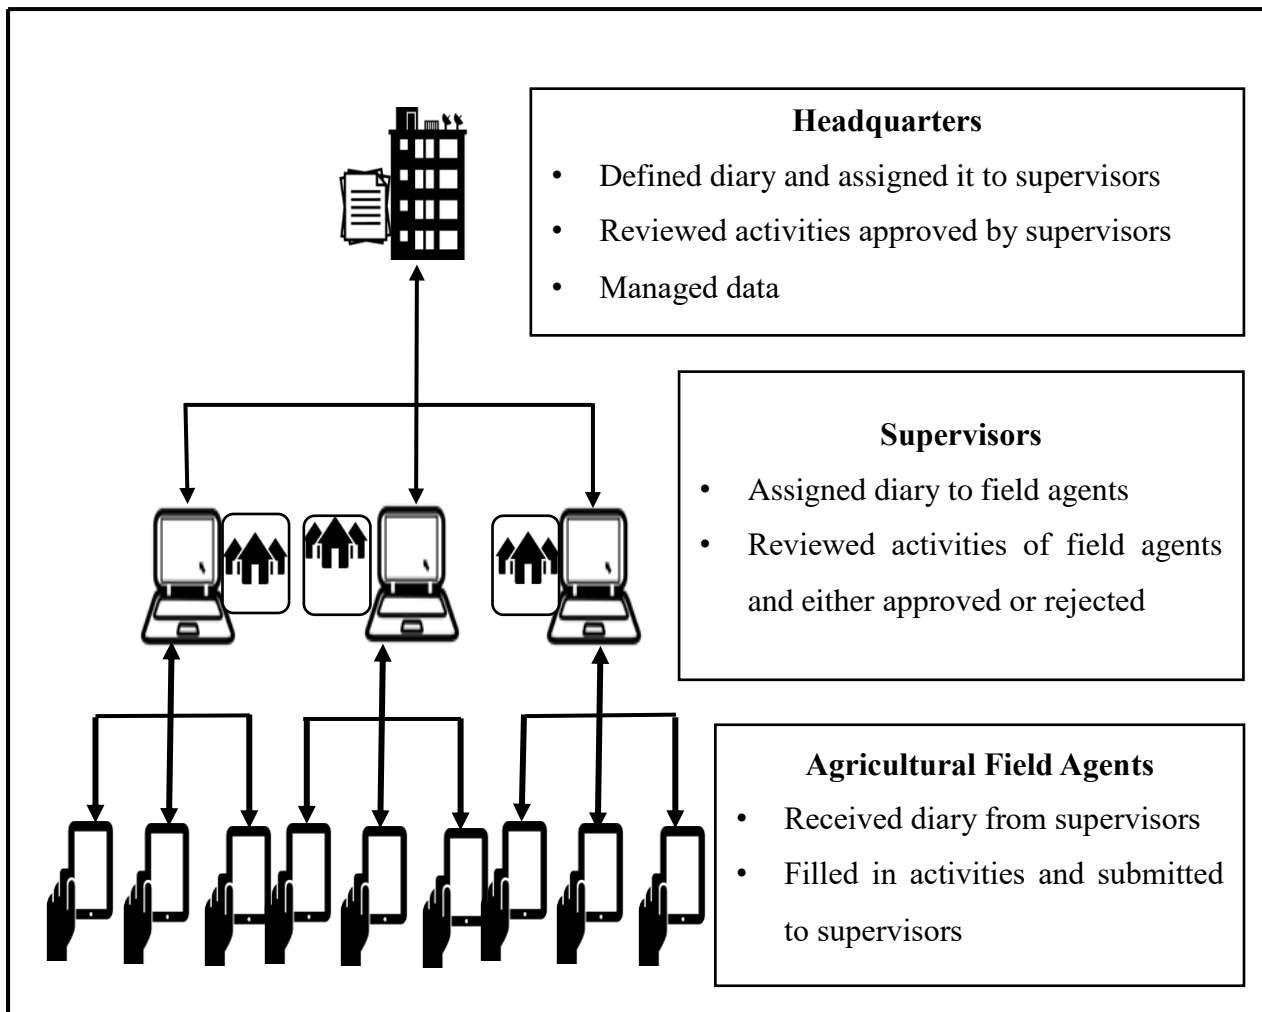 Headquarters
• Defined diary and assigned it to supervisors
• Reviewed activities approved by supervisors
• Managed data
Supervisors
• Assigned diary to field agents
• Reviewed activities of field agents
and either approved or rejected
Agricultural Field Agents
• Received diary from supervisors
• Filled in activities and submitted
to supervisors